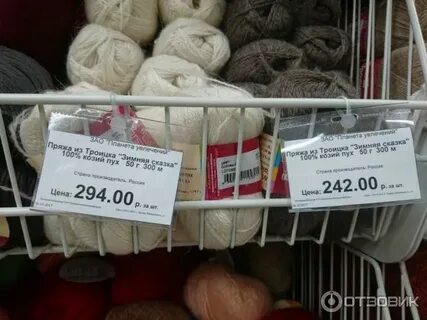 ЗАО "Планета увлечений"
Пряжа из Троицка "Зимняя сказка"
100% козий пух 50 г 300 м
Страна производитель: Россия
Цена: 294.00 р. за шт.
ЗАО "Планета увлечений"
Пряжа из Троицка "Зимняя сказка"
100% козий пух 50 г 300 м
Страна производитель: Россия
Цена: 242.00 р. за шт.
ОТЗОВИК